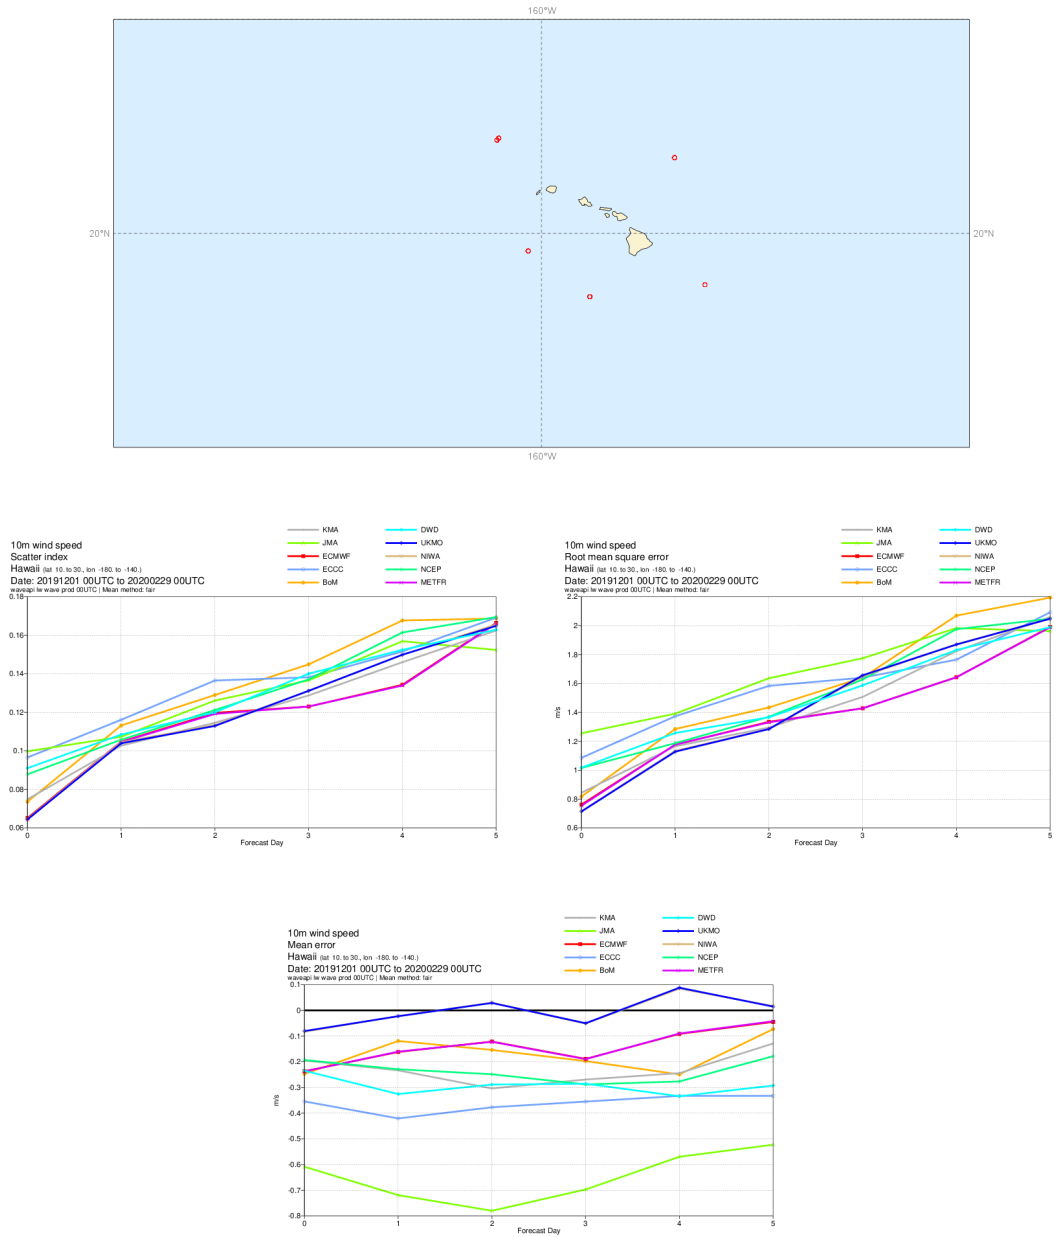 160°W
20°N
20°N
160°W
KMA
DWD
10m wind speed
JMA
UKMO
Scatter index
ECMWF
NIWA
Hawaii (lat 10. to 30., lon -180. to -140.)
ECCC
NCEP
Date: 20191201 00UTC to 20200229 00UTC
BoM
METFR
waveapi lw wave prod 00UTC | Mean method: fair
0.18
0.16
0.14
0.12
0.1
0.08
0.06
0 1 2 3 4 5
Forecast Day
KMA
DWD
10m wind speed
JMA
UKMO
Root mean square error
ECMWF
NIWA
Hawaii (lat 10. to 30., lon -180. to -140.)
ECCC
NCEP
Date: 20191201 00UTC to 20200229 00UTC
BoM
METFR
waveapi lw wave prod 00UTC | Mean method: fair
2.2
2
1.8
1.6
1.4
1.2
1
0.8
0.6
m/s
0 1 2 3 4 5
Forecast Day
KMA
DWD
10m wind speed
JMA
UKMO
Mean error
ECMWF
NIWA
Hawaii (lat 10. to 30., lon -180. to -140.)
ECCC
NCEP
Date: 20191201 00UTC to 20200229 00UTC
BoM
METFR
waveapi lw wave prod 00UTC | Mean method: fair
0.1
0
-0.1
-0.2
-0.3
-0.4
-0.5
-0.6
-0.7
-0.8
m/s
0 1 2 3 4 5
Forecast Day